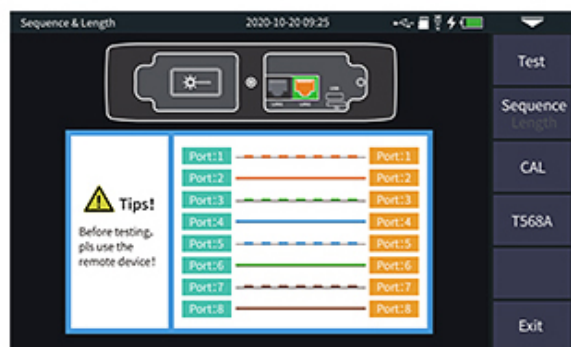 Sequence & Length 2020-10-20 09:25
Test
Sequence
Length
CAL
T568A
Exit
Tips!
Before testing,
pls use the
remote device!
Port:1 Port:1
Port:2 Port:2
Port:3 Port:3
Port:4 Port:4
Port:5 Port:5
Port:6 Port:6
Port:7 Port:7
Port:8 Port:8